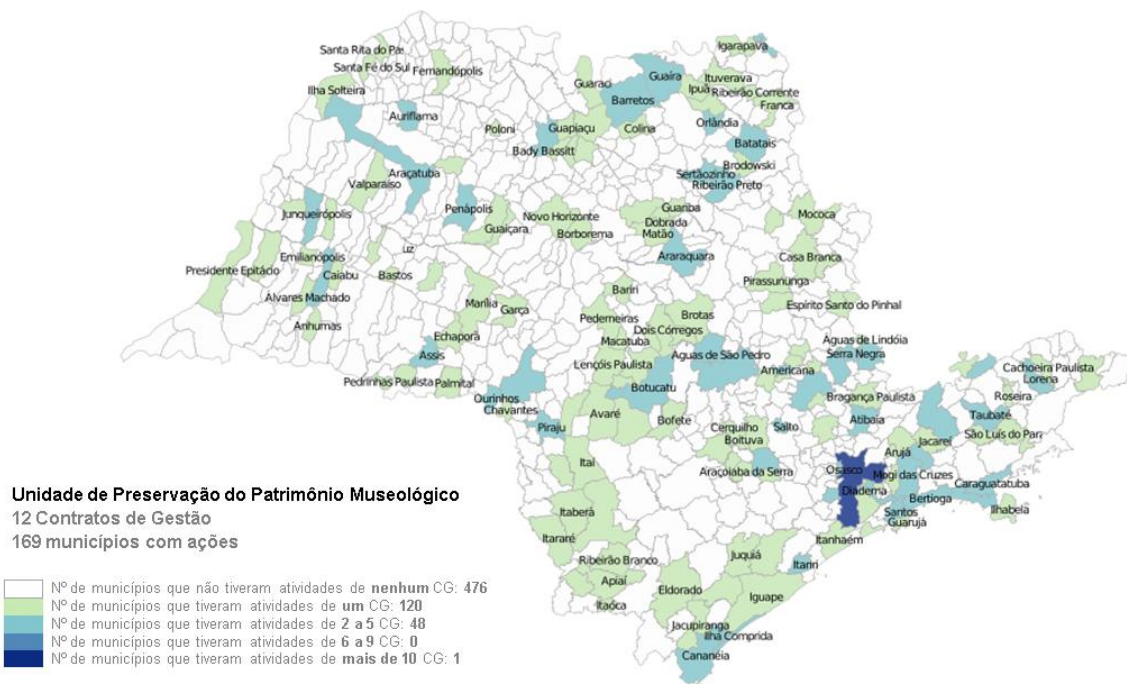 Santa Rita do Pa
Santa Fé do Sul
Fernandópolis
Ilha Solteira
Auriflama
Poloni
Guaraci
Guaíra
Barretos
Guapiaçu
Colina
Bady Bassitt
Igarapava
Ituverava
Ipuã
Ribeirão Corrente
Franca
Orlândia
Batatais
Brodowski
Sertãozinho
Ribeirão Preto
Araçatuba
Valparaíso
Penápolis
Junqueirópolis
Guaiçara
Novo Horizonte
Borborema
Guariba
Dobrada
Matão
Araraquara
Mococa
Casa Branca
Pirassununga
Espírito Santo do Pinhal
uz
Presidente Epitácio
Emilianópolis
Caiabu
Bastos
Álvares Machado
Anhumas
Marília
Garça
Echaporã
Assis
Pedrinhas Paulista
Palmital
Bariri
Pederneiras
Brotas
Dois Córregos
Macatuba
Lençóis Paulista
Águas de São Pedro
Americana
Águas de Lindóia
Serra Negra
Bragança Paulista
Atibaia
Ourinhos
Chavantes
Piraju
Botucatu
Avaré
Bofete
Cerquilho
Boituva
Salto
Araçoiaba da Serra
Cachoeira Paulista
Lorena
Roseira
Taubaté
São Luís do Par
Jacareí
Arujá
Osasco
Mogi das Cruzes
Diadema
Caraguatatuba
Bertioga
Santos
Guarujá
Ilhabela
Itanhaém
Itaí
Itaberá
Itararé
Ribeirão Branco
Apiaí
Itaóca
Juquiá
Itariri
Eldorado
Iguape
Jacupiranga
Ilha Comprida
Cananéia
Unidade de Preservação do Patrimônio Museológico
12 Contratos de Gestão
169 municípios com ações
Nº de municípios que não tiveram atividades de nenhum CG: 476
Nº de municípios que tiveram atividades de um CG: 120
Nº de municípios que tiveram atividades de 2 a 5 CG: 48
Nº de municípios que tiveram atividades de 6 a 9 CG: 0
Nº de municípios que tiveram atividades de mais de 10 CG: 1